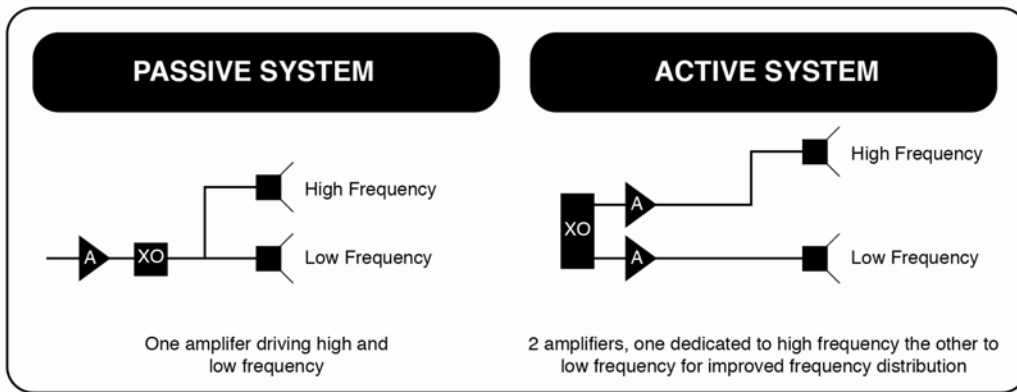 PASSIVE SYSTEM
High Frequency
A
XO
Low Frequency
One amplifer driving high and
low frequency
ACTIVE SYSTEM
High Frequency
A
XO
A
Low Frequency
2 amplifiers, one dedicated to high frequency the other to
low frequency for improved frequency distribution